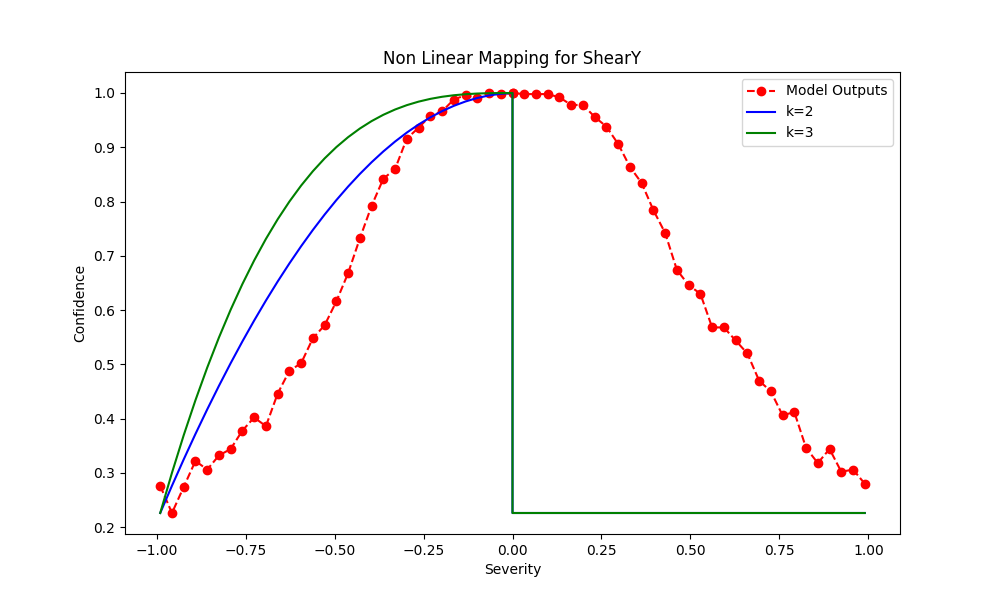 Non Linear Mapping for ShearY
Model Outputs
k=2
k=3
Confidence
1.0
0.9
0.8
0.7
0.6
0.5
0.4
0.3
0.2
−1.00 −0.75 −0.50 −0.25 0.00 0.25 0.50 0.75 1.00
Severity